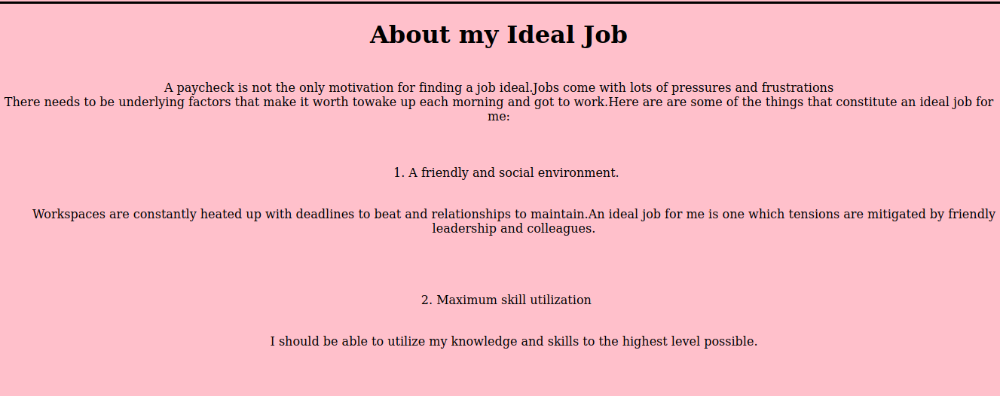 About my Ideal Job
A paycheck is not the only motivation for finding a job ideal.Jobs come with lots of pressures and frustrations
There needs to be underlying factors that make it worth towake up each morning and got to work.Here are are some of the things that constitute an ideal job for
me:
1. A friendly and social environment.
Workspaces are constantly heated up with deadlines to beat and relationships to maintain.An ideal job for me is one which tensions are mitigated by friendly
leadership and colleagues.
2. Maximum skill utilization
I should be able to utilize my knowledge and skills to the highest level possible.